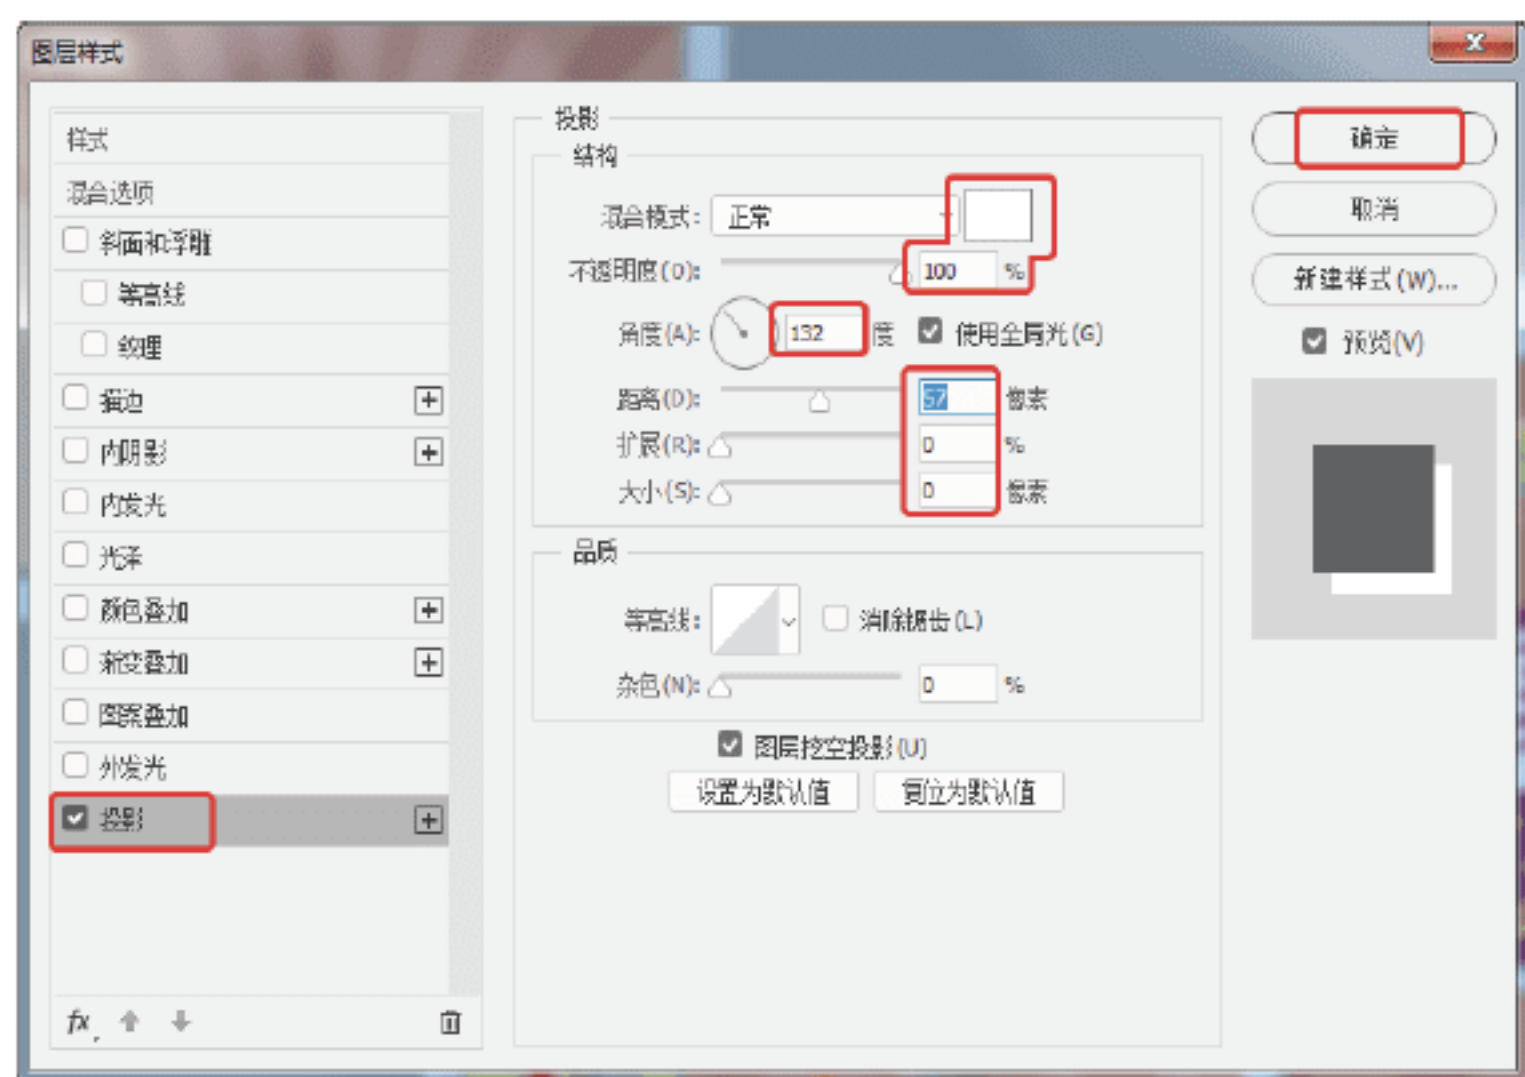 图层样式
样式
混合选项
斜面和浮雕
等高线
纹理
描边
内阴影
内发光
光泽
颜色叠加
渐变叠加
图案叠加
外发光
投影
fx
投影
结构
混合模式: 正常
不透明度(O): 100 %
角度(A): 132 度 使用全局光(G)
距离(D): 57 像素
扩展(R): 0 %
大小(S): 0 像素
品质
等高线: 消除锯齿(L)
杂色(N): 0 %
图层挖空投影(U)
设置为默认值 复位为默认值
确定
取消
新建样式(W)...
预览(V)